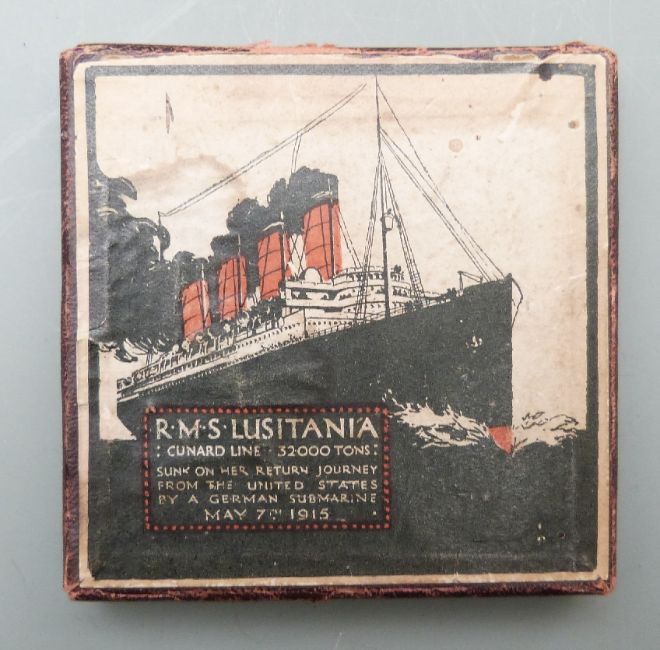 R·M·S·LUSITANIA
: CUNARD LINE · 32000 TONS :
SUNK ON HER RETURN JOURNEY
FROM THE UNITED STATES
BY A GERMAN SUBMARINE
MAY 7TH 1915